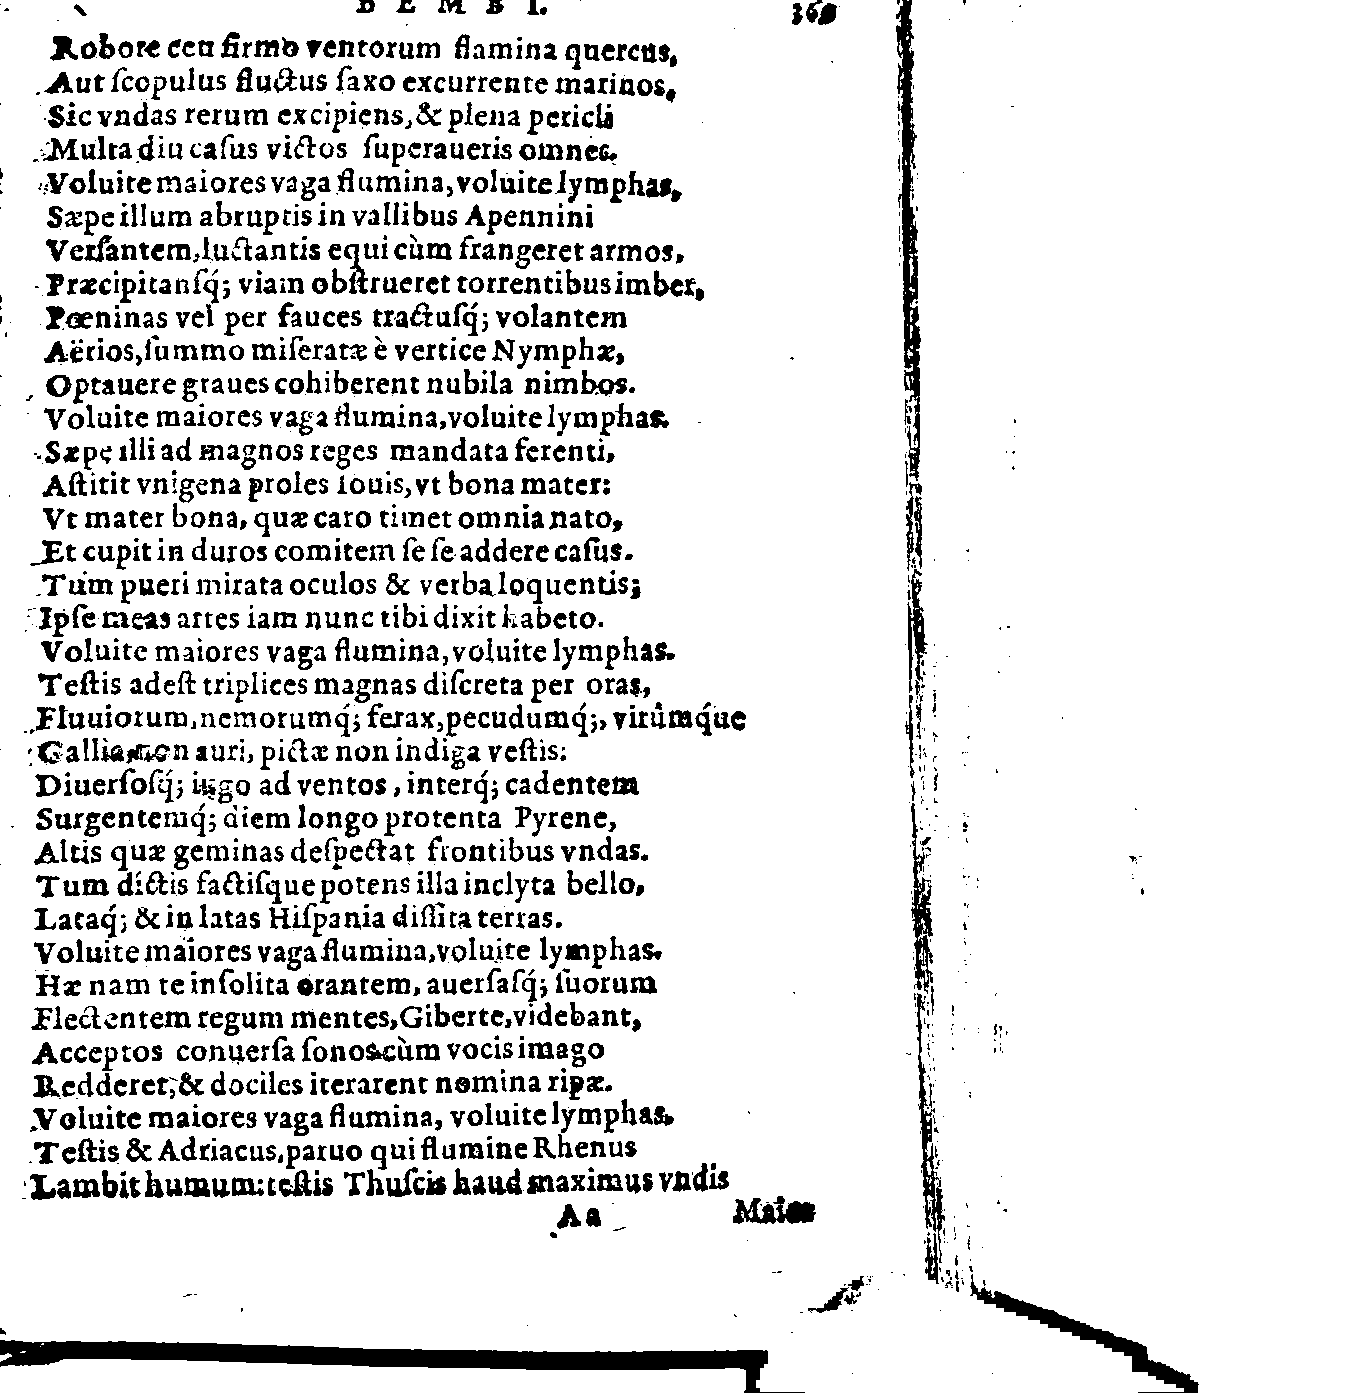 BEMBI.
Robore ceu firmo ventorum flamina quercus,
Aut ſcopulus fluctus ſaxo excurrente marinos,
Sic vndas rerum excipiens, & plena pericli
Multa diu caſus victos ſuperaueris omnes.
Voluite maiores vaga flumina, voluite lymphas,
Sæpe illum abruptis in vallibus Apennini
Verſantem, luctantis equi cùm frangeret armos,
Præcipitanſq́; viam obſtrueret torrentibus imber,
Pœninas vel per fauces tractuſq́; volantem
Aërios, ſummo miſeratæ è vertice Nymphæ,
Optauere graues cohiberent nubila nimbos.
Voluite maiores vaga flumina, voluite lymphas.
Sæpe illi ad magnos reges mandata ferenti,
Aſtitit vnigena proles Iouis, vt bona mater:
Vt mater bona, quæ caro timet omnia nato,
Et cupit in duros comitem ſe ſe addere caſus.
Tum pueri mirata oculos & verba loquentis;
Ipſe meas artes iam nunc tibi dixit habeto.
Voluite maiores vaga flumina, voluite lymphas.
Teſtis adeſt triplices magnas diſcreta per oras,
Fluuiorum, nemorumq́; ferax, pecudumq́;, virûmq́ue
Gallia, non auri, pictæ non indiga veſtis:
Diuerſoſq́; iugo ad ventos, interq́; cadentem
Surgentemq́; diem longo protenta Pyrene,
Altis quæ geminas deſpectat frontibus vndas.
Tum dictis factiſque potens illa inclyta bello,
Lataq́; & in latas Hiſpania diſſita terras.
Voluite maiores vaga flumina, voluite lymphas.
Hæ nam te inſolita orantem, auerſaſq́; ſuorum
Flectentem regum mentes, Giberte, videbant,
Acceptos conuerſa ſonos cùm vocis imago
Redderet, & dociles iterarent nomina ripæ.
Voluite maiores vaga flumina, voluite lymphas.
Teſtis & Adriacus, paruo qui flumine Rhenus
Lambit humum: teſtis Thuſcis haud maximus vndis
Aa